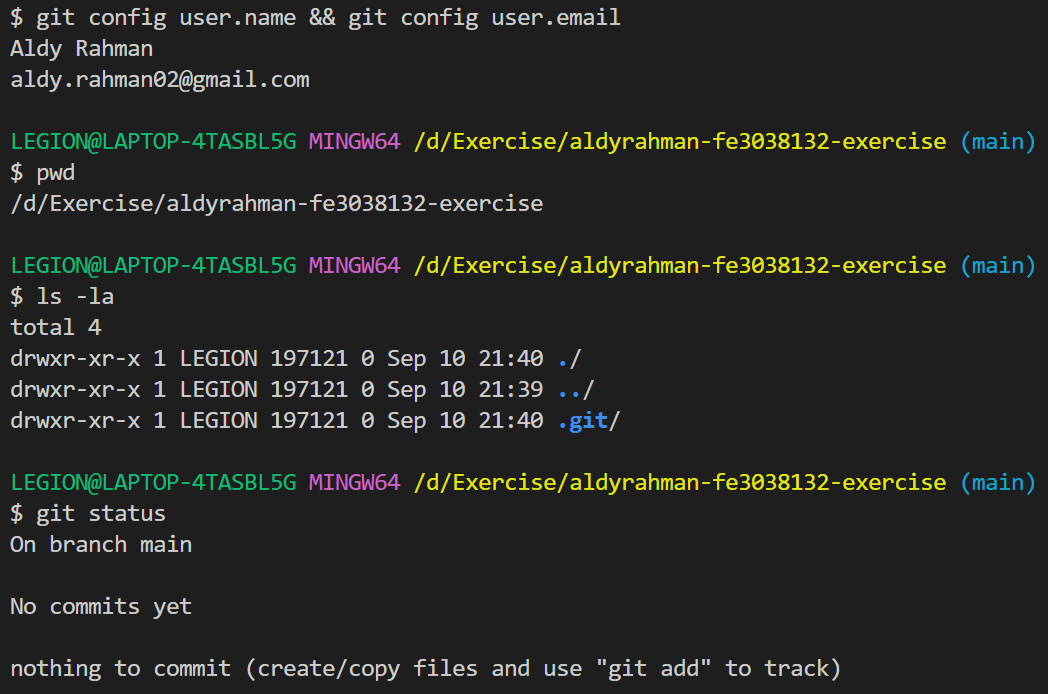 $ git config user.name && git config user.email
Aldy Rahman
aldy.rahman02@gmail.com
LEGION@LAPTOP-4TASBL5G MINGW64 /d/Exercise/aldyrahman-fe3038132-exercise (main)
$ pwd
/d/Exercise/aldyrahman-fe3038132-exercise
LEGION@LAPTOP-4TASBL5G MINGW64 /d/Exercise/aldyrahman-fe3038132-exercise (main)
$ ls -la
total 4
drwxr-xr-x 1 LEGION 197121 0 Sep 10 21:40 ./
drwxr-xr-x 1 LEGION 197121 0 Sep 10 21:39 ../
drwxr-xr-x 1 LEGION 197121 0 Sep 10 21:40 .git/
LEGION@LAPTOP-4TASBL5G MINGW64 /d/Exercise/aldyrahman-fe3038132-exercise (main)
$ git status
On branch main
No commits yet
nothing to commit (create/copy files and use "git add" to track)